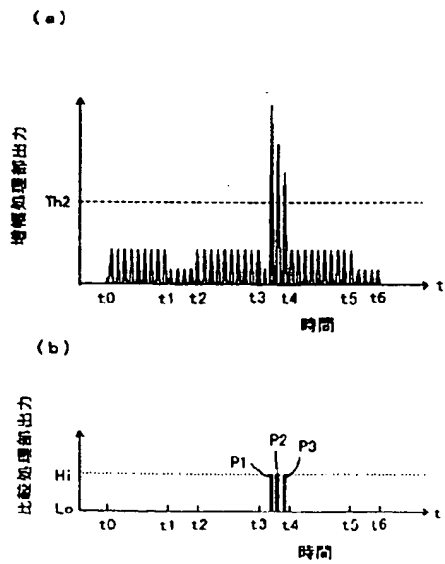 (a)
増幅処理部出力
Th2
t0 t1 t2 t3 t4 t5 t6 t
時間
(b)
比較処理部出力
P1 P2 P3
Hi
Lo
t0 t1 t2 t3 t4 t5 t6 t
時間